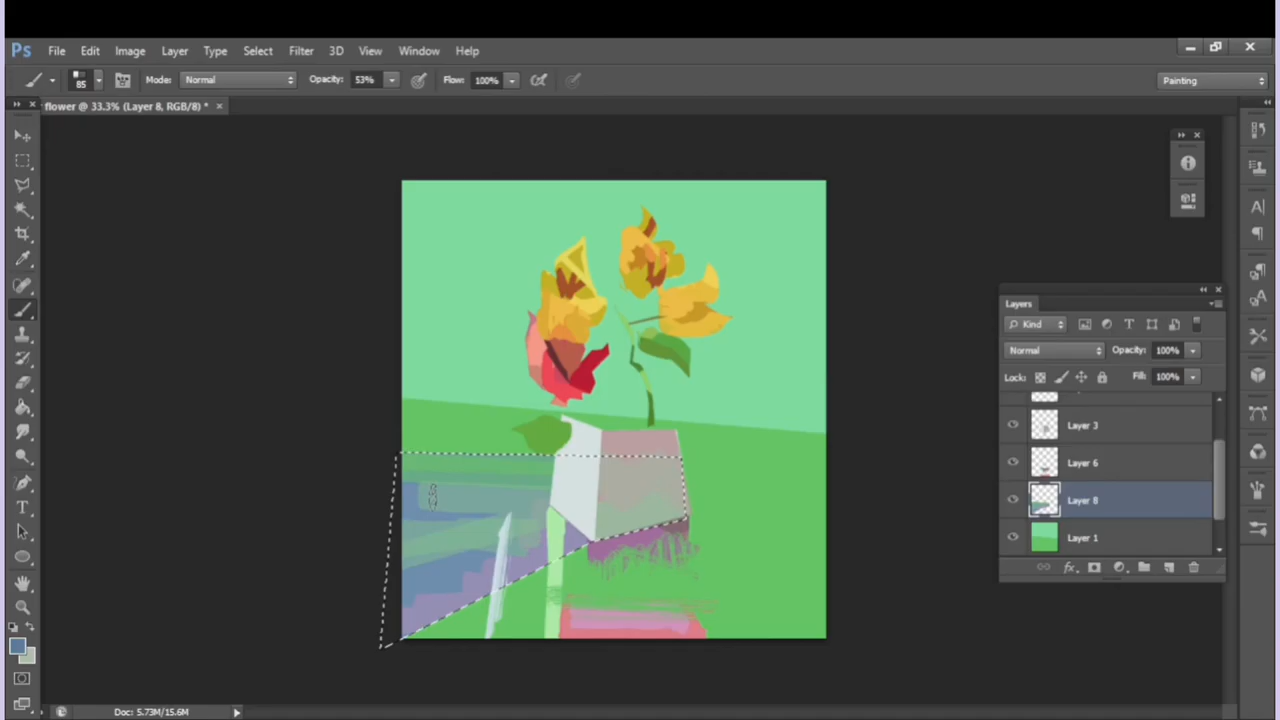 Ps File Edit Image Layer Type Select Filter 3D View Window Help
85 Mode: Normal Opacity: 53% Flow: 100% Painting
flower @ 33.3% (Layer 8, RGB/8) * ×
Layers
Kind T
Normal Opacity: 100%
Lock: Fill: 100%
Layer 3
Layer 6
Layer 8
Layer 1
fx
Doc: 5.73M/15.6M